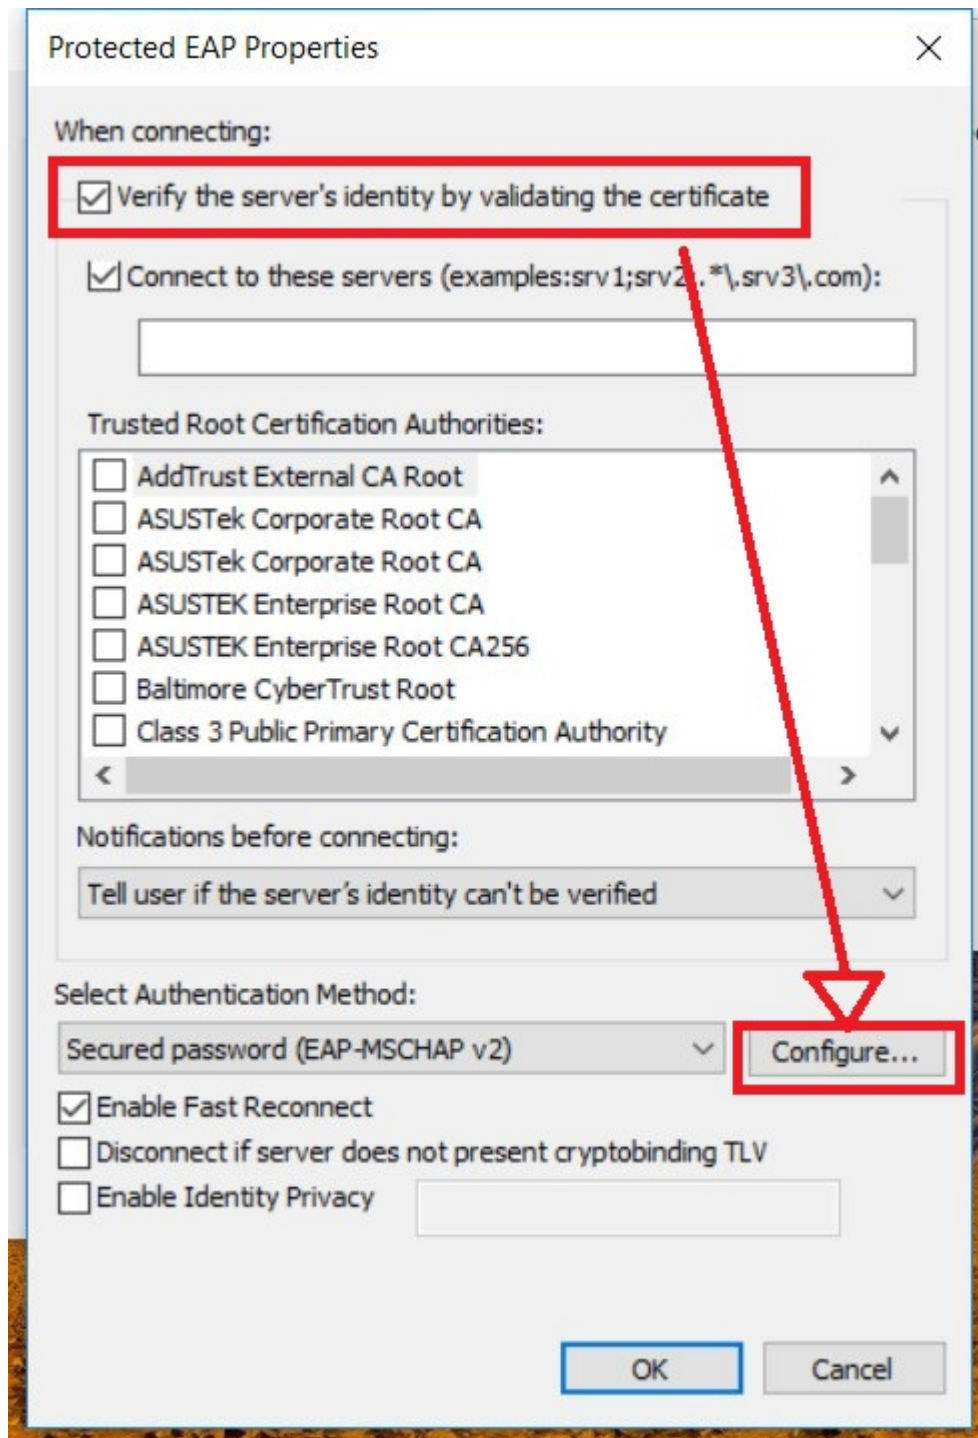 Protected EAP Properties
When connecting:
Verify the server's identity by validating the certificate
Connect to these servers (examples:srv1;srv2;.*\.srv3\.com):
Trusted Root Certification Authorities:
AddTrust External CA Root
ASUSTek Corporate Root CA
ASUSTek Corporate Root CA
ASUSTEK Enterprise Root CA
ASUSTEK Enterprise Root CA256
Baltimore CyberTrust Root
Class 3 Public Primary Certification Authority
Notifications before connecting:
Tell user if the server's identity can't be verified
Select Authentication Method:
Secured password (EAP-MSCHAP v2)
Configure...
Enable Fast Reconnect
Disconnect if server does not present cryptobinding TLV
Enable Identity Privacy
OK
Cancel